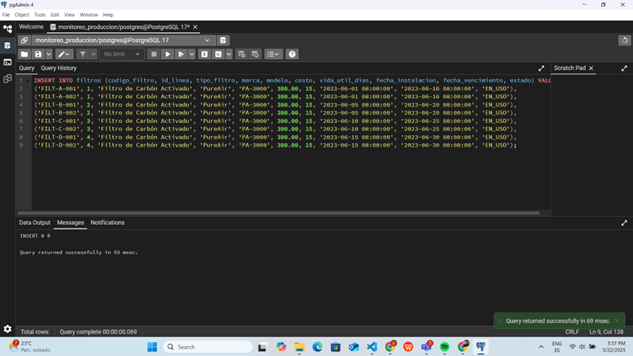 pgAdmin 4
File Object Tools Edit View Window Help
Welcome monitoreo_produccion/postgres@PostgreSQL 17*
monitoreo_produccion/postgres@PostgreSQL 17
No limit
Query Query History
Scratch Pad
1 INSERT INTO filtros (codigo_filtro, id_linea, tipo_filtro, marca, modelo, costo, vida_util_dias, fecha_instalacion, fecha_vencimiento, estado) VALU
2 ('FILT-A-001', 1, 'Filtro de Carbón Activado', 'PureAir', 'PA-3000', 300.00, 15, '2023-06-01 08:00:00', '2023-06-16 08:00:00', 'EN_USO'),
3 ('FILT-A-002', 1, 'Filtro de Carbón Activado', 'PureAir', 'PA-3000', 300.00, 15, '2023-06-01 08:00:00', '2023-06-16 08:00:00', 'EN_USO'),
4 ('FILT-B-001', 2, 'Filtro de Carbón Activado', 'PureAir', 'PA-3000', 300.00, 15, '2023-06-05 08:00:00', '2023-06-20 08:00:00', 'EN_USO'),
5 ('FILT-B-002', 2, 'Filtro de Carbón Activado', 'PureAir', 'PA-3000', 300.00, 15, '2023-06-05 08:00:00', '2023-06-20 08:00:00', 'EN_USO'),
6 ('FILT-C-001', 3, 'Filtro de Carbón Activado', 'PureAir', 'PA-3000', 300.00, 15, '2023-06-10 08:00:00', '2023-06-25 08:00:00', 'EN_USO'),
7 ('FILT-C-002', 3, 'Filtro de Carbón Activado', 'PureAir', 'PA-3000', 300.00, 15, '2023-06-10 08:00:00', '2023-06-25 08:00:00', 'EN_USO'),
8 ('FILT-D-001', 4, 'Filtro de Carbón Activado', 'PureAir', 'PA-3000', 300.00, 15, '2023-06-15 08:00:00', '2023-06-30 08:00:00', 'EN_USO'),
9 ('FILT-D-002', 4, 'Filtro de Carbón Activado', 'PureAir', 'PA-3000', 300.00, 15, '2023-06-15 08:00:00', '2023-06-30 08:00:00', 'EN_USO');
Data Output Messages Notifications
INSERT 0 8
Query returned successfully in 69 msec.
Query returned successfully in 69 msec.
Total rows: Query complete 00:00:00.069
CRLF Ln 9, Col 138
23°C
Parc. soleado
Search
ENG
ES
5:37 PM
5/22/2025